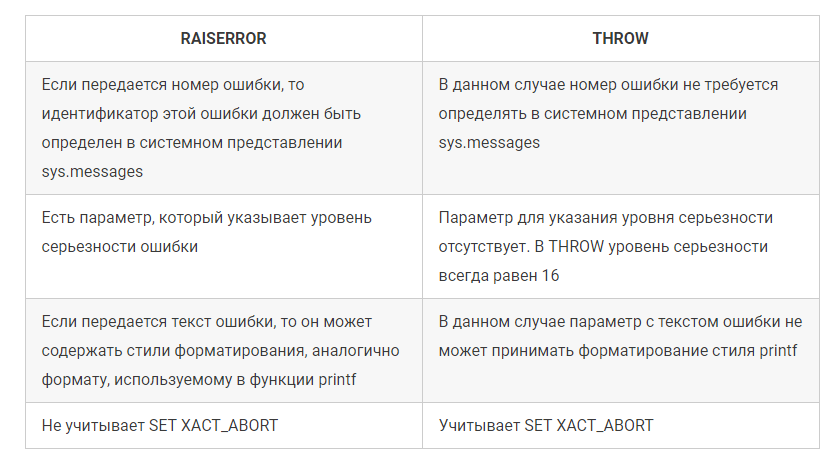 RAISERROR
THROW
Если передается номер ошибки, то
идентификатор этой ошибки должен быть
определен в системном представлении
sys.messages
В данном случае номер ошибки не требуется
определять в системном представлении
sys.messages
Есть параметр, который указывает уровень
серьезности ошибки
Параметр для указания уровня серьезности
отсутствует. В THROW уровень серьезности
всегда равен 16
Если передается текст ошибки, то он может
содержать стили форматирования, аналогично
формату, используемому в функции printf
В данном случае параметр с текстом ошибки не
может принимать форматирование стиля printf
Не учитывает SET XACT_ABORT
Учитывает SET XACT_ABORT